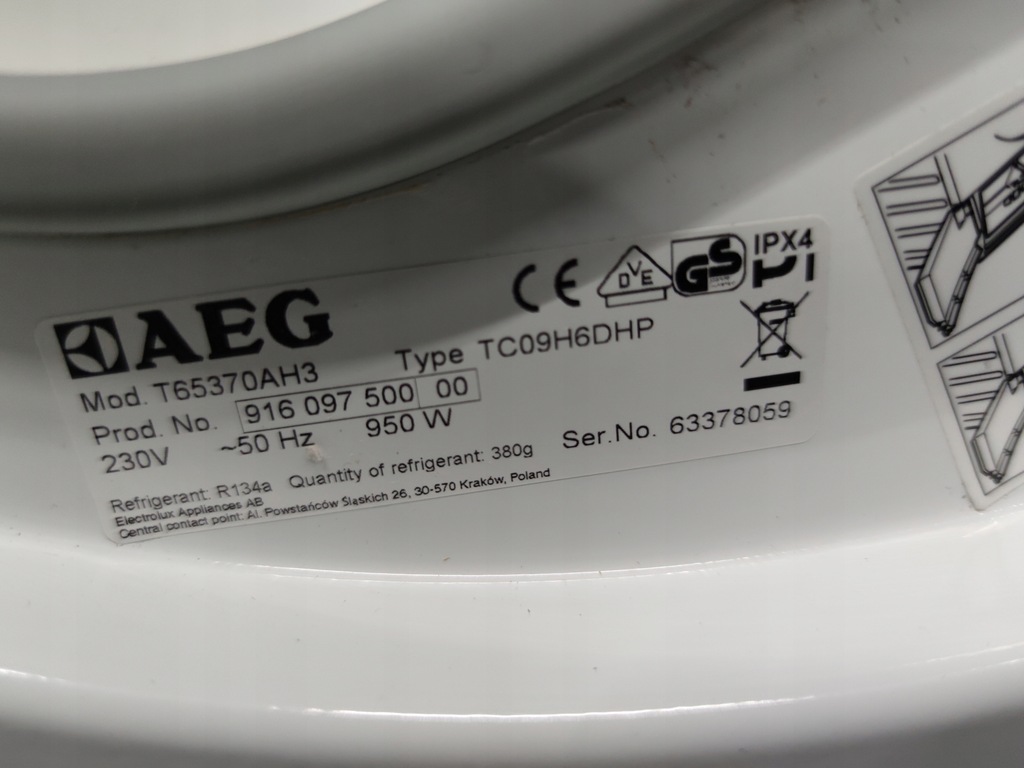 AEG
CE DVE GS IPX4
Mod. T65370AH3 Type TC09H6DHP
Prod. No. 916 097 500 00
230V ~50 Hz 950 W Ser.No. 63378059
Refrigerant: R134a Quantity of refrigerant: 380g
Electrolux Appliances AB
Central contact point: Al. Powstańców Śląskich 26, 30-570 Kraków, Poland